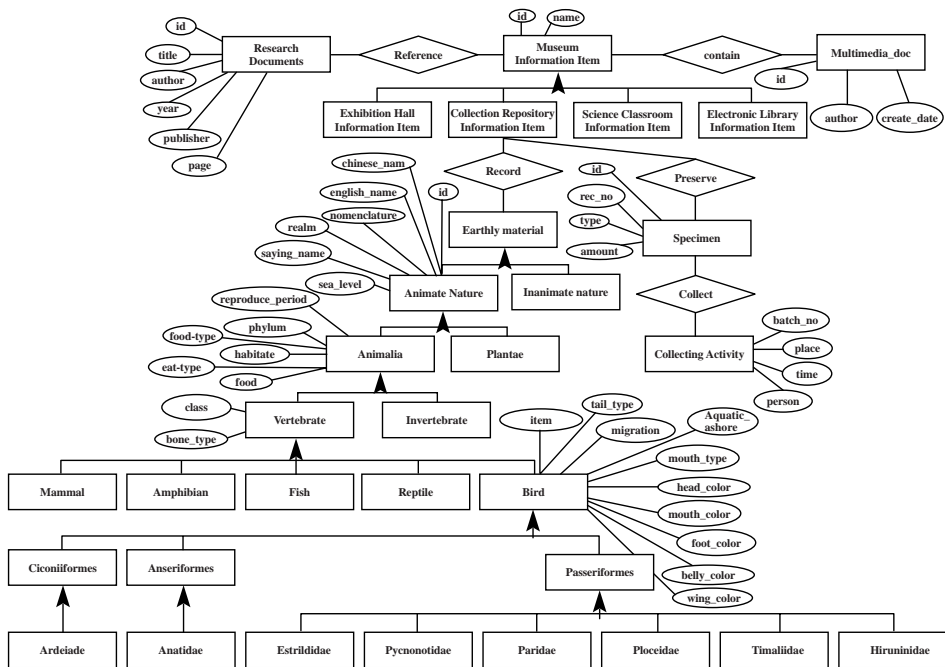 id
name
id
Research
Documents
Reference
Museum
Information Item
contain
Multimedia_doc
title
author
id
year
publisher
page
author
create_date
Exhibition Hall
Information Item
Collection Repository
Information Item
Science Classroom
Information Item
Electronic Library
Information Item
chinese_nam
Record
id
Preserve
english_name
id
rec_no
nomenclature
type
realm
Earthly material
Specimen
saying_name
amount
sea_level
Animate Nature
Inanimate nature
Collect
reproduce_period
batch_no
phylum
food-type
Animalia
Plantae
Collecting Activity
place
habitate
eat-type
time
food
person
class
Vertebrate
Invertebrate
item
tail_type
migration
Aquatic_
ashore
bone_type
mouth_type
Mammal
Amphibian
Fish
Reptile
Bird
head_color
mouth_color
foot_color
Ciconiiformes
Anseriformes
Passeriformes
belly_color
wing_color
Ardeiade
Anatidae
Estrildidae
Pycnonotidae
Paridae
Ploceidae
Timaliidae
Hiruninidae